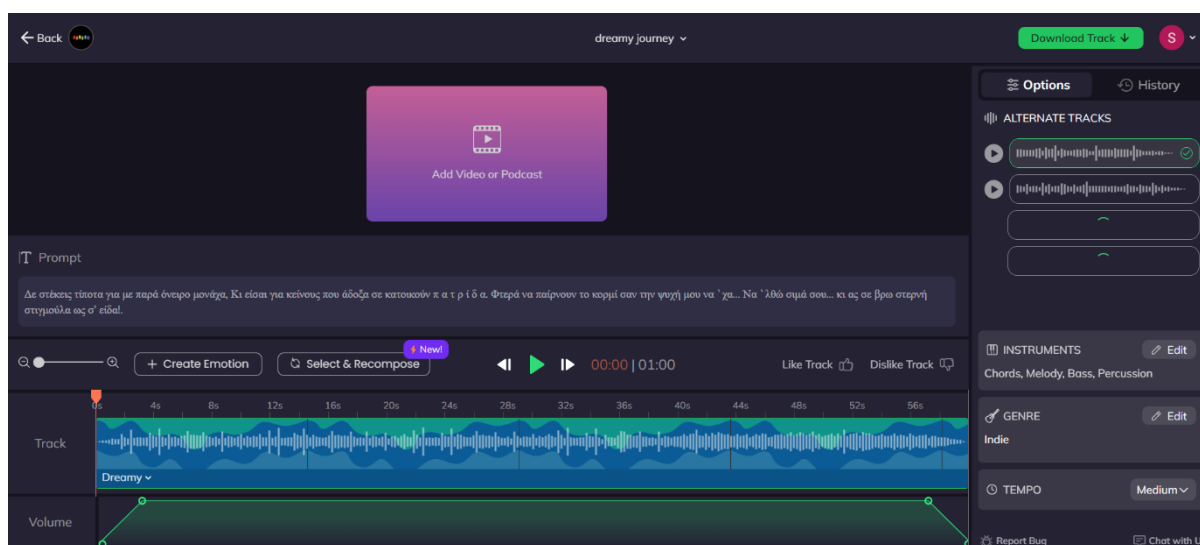 Back
dreamy journey
Download Track
S
Options
History
ALTERNATE TRACKS
Add Video or Podcast
Prompt
Δε στέκεις τίποτα για με παρά όνειρο μονάχα, Κι είσαι για κείνους που άδοξα σε κατοικούν π α τ ρ ί δ α. Φτερά να παίρνουν το κορμί σαν την ψυχή μου να `χα... Να `λθώ σιμά σου... κι ας σε βρω στερνή
στιγμούλα ως σ' είδα!.
New!
Create Emotion
Select & Recompose
00:00 | 01:00
Like Track
Dislike Track
INSTRUMENTS
Edit
Chords, Melody, Bass, Percussion
0s 4s 8s 12s 16s 20s 24s 28s 32s 36s 40s 44s 48s 52s 56s
Track
Dreamy
GENRE
Edit
Indie
TEMPO
Medium
Volume
Report Bug
Chat with U